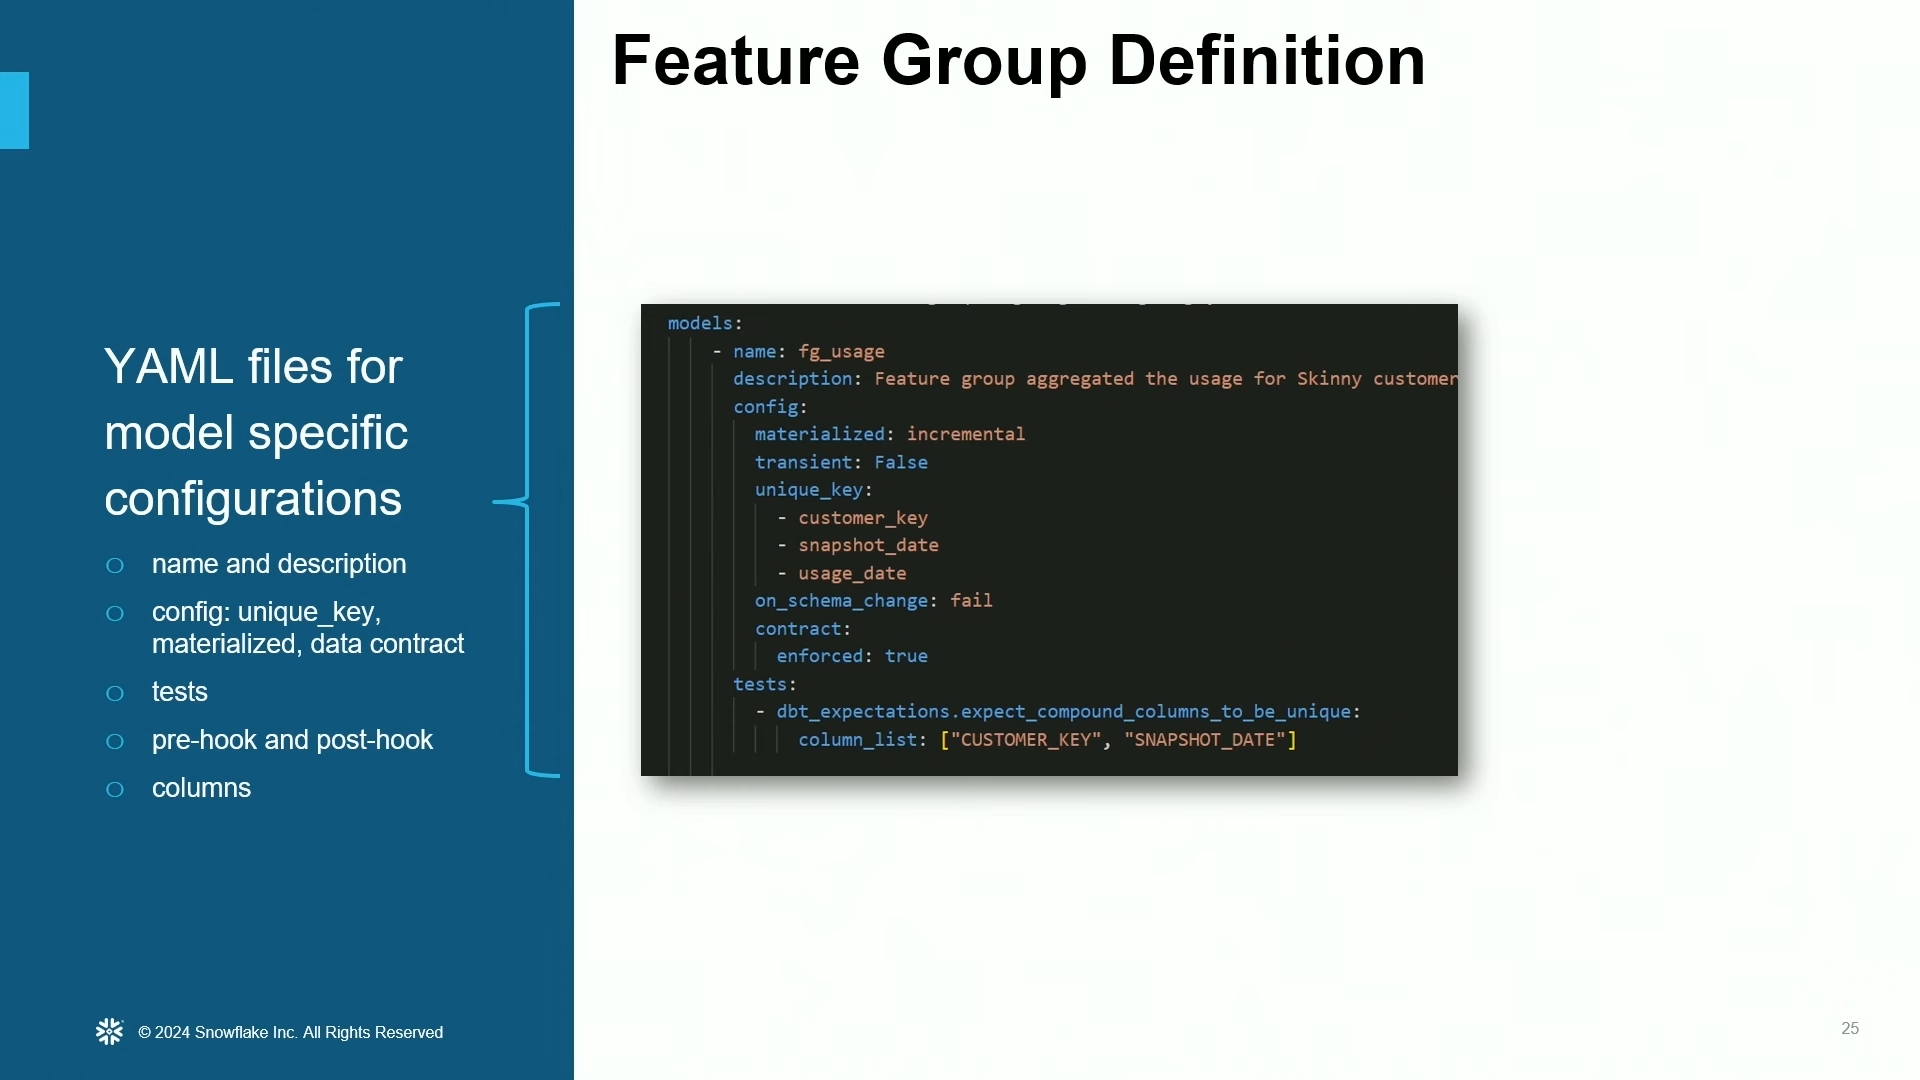 Feature Group Definition
YAML files for
model specific
configurations
o name and description
o config: unique_key,
materialized, data contract
o tests
o pre-hook and post-hook
o columns
models:
- name: fg_usage
description: Feature group aggregated the usage for Skinny customer
config:
materialized: incremental
transient: False
unique_key:
- customer_key
- snapshot_date
- usage_date
on_schema_change: fail
contract:
enforced: true
tests:
- dbt_expectations.expect_compound_columns_to_be_unique:
column_list: ["CUSTOMER_KEY", "SNAPSHOT_DATE"]
© 2024 Snowflake Inc. All Rights Reserved
25